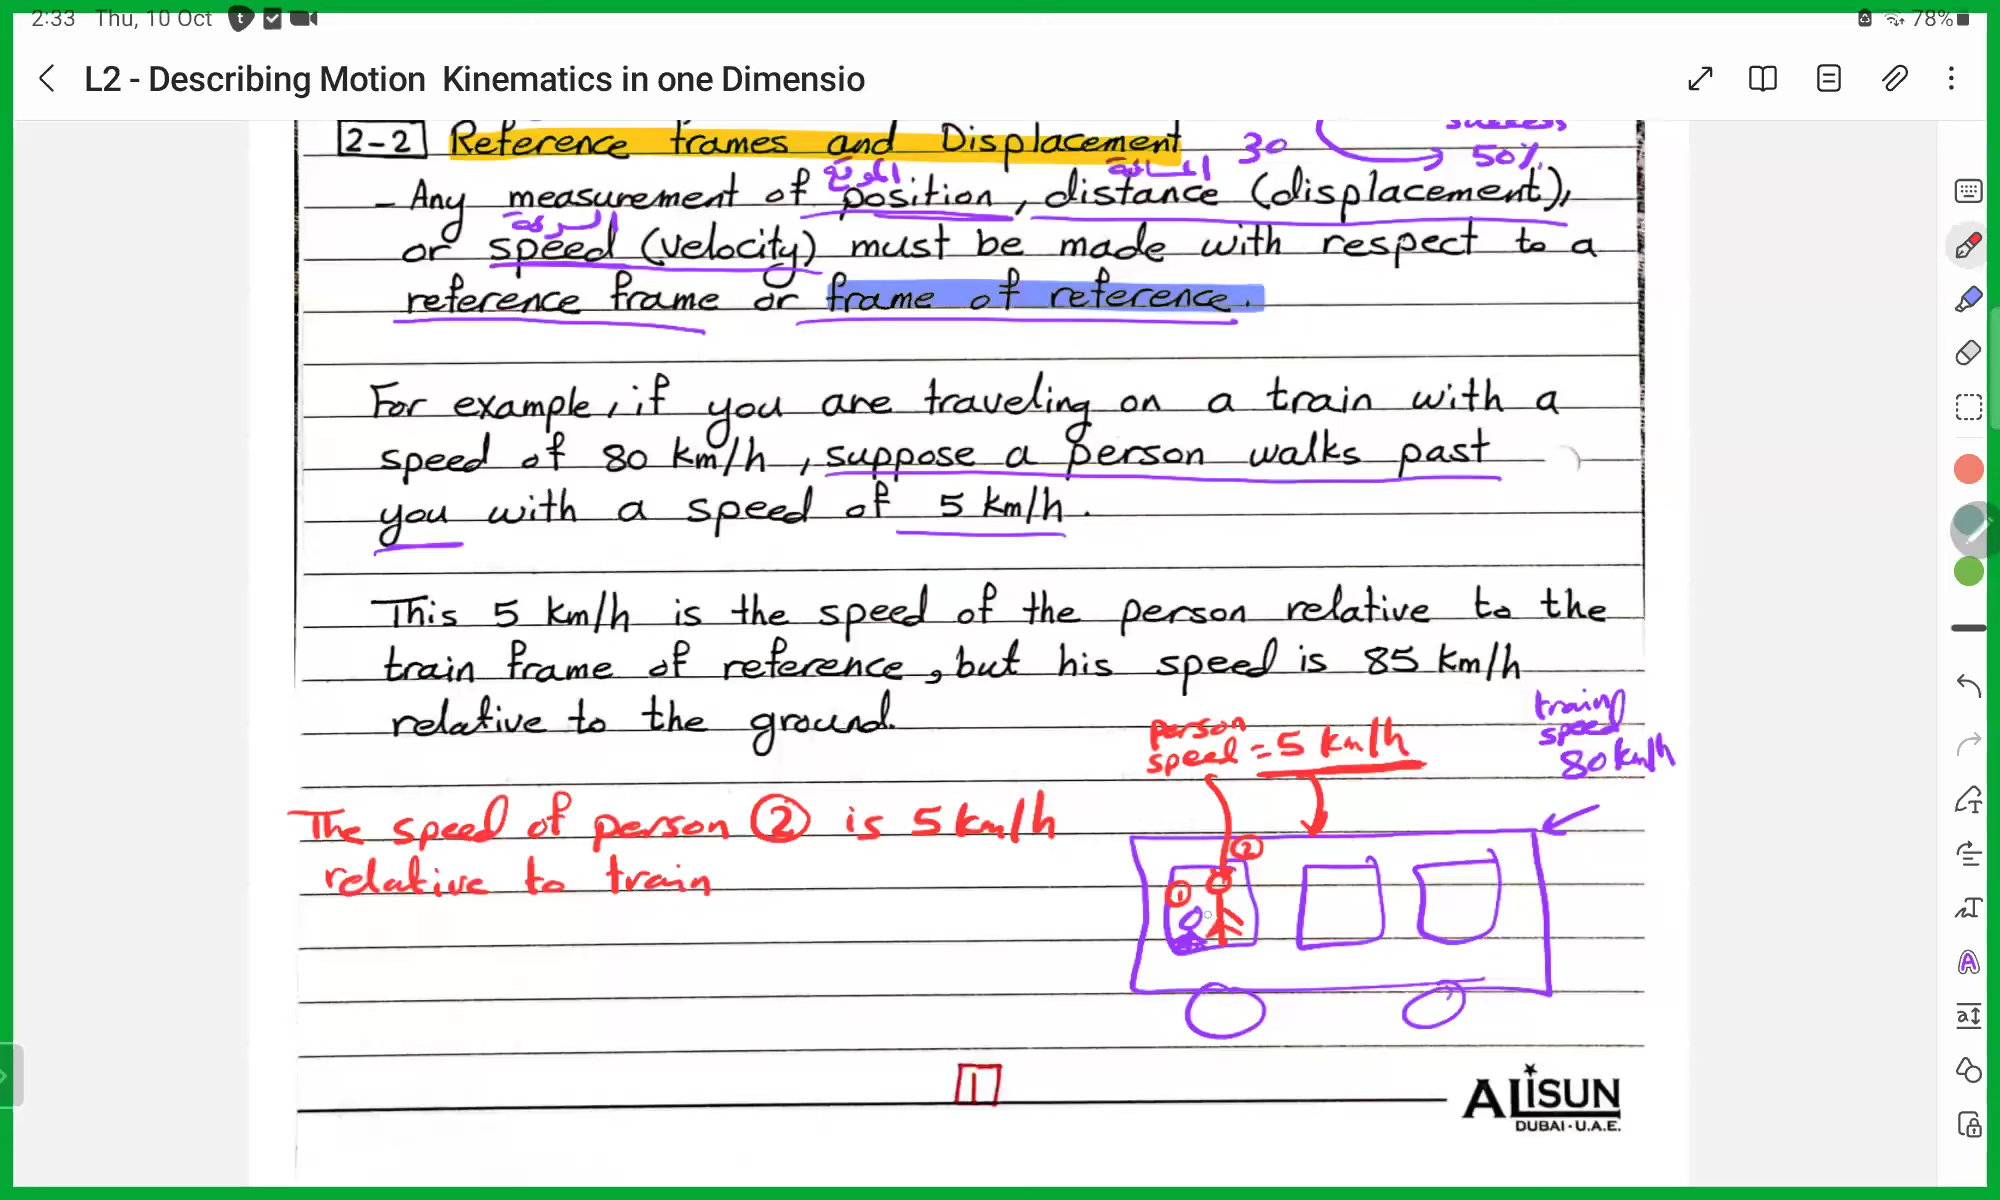 2:33 Thu, 10 Oct t 78%
L2 - Describing Motion Kinematics in one Dimensio
success
2-2 Reference frames and Displacement 30 50%
الموقع المسافة
- Any measurement of position, distance (displacement),
السرعة
or speed (velocity) must be made with respect to a
reference frame or frame of reference.
For example, if you are traveling on a train with a
speed of 80 km/h, suppose a person walks past
you with a speed of 5 km/h.
This 5 km/h is the speed of the person relative to the
train frame of reference, but his speed is 85 km/h
relative to the ground.
train
speed
80 km/h
person
speed = 5 km/h
The speed of person ② is 5 km/h
relative to train
②
①
1
ALISUN
DUBAI - U.A.E.